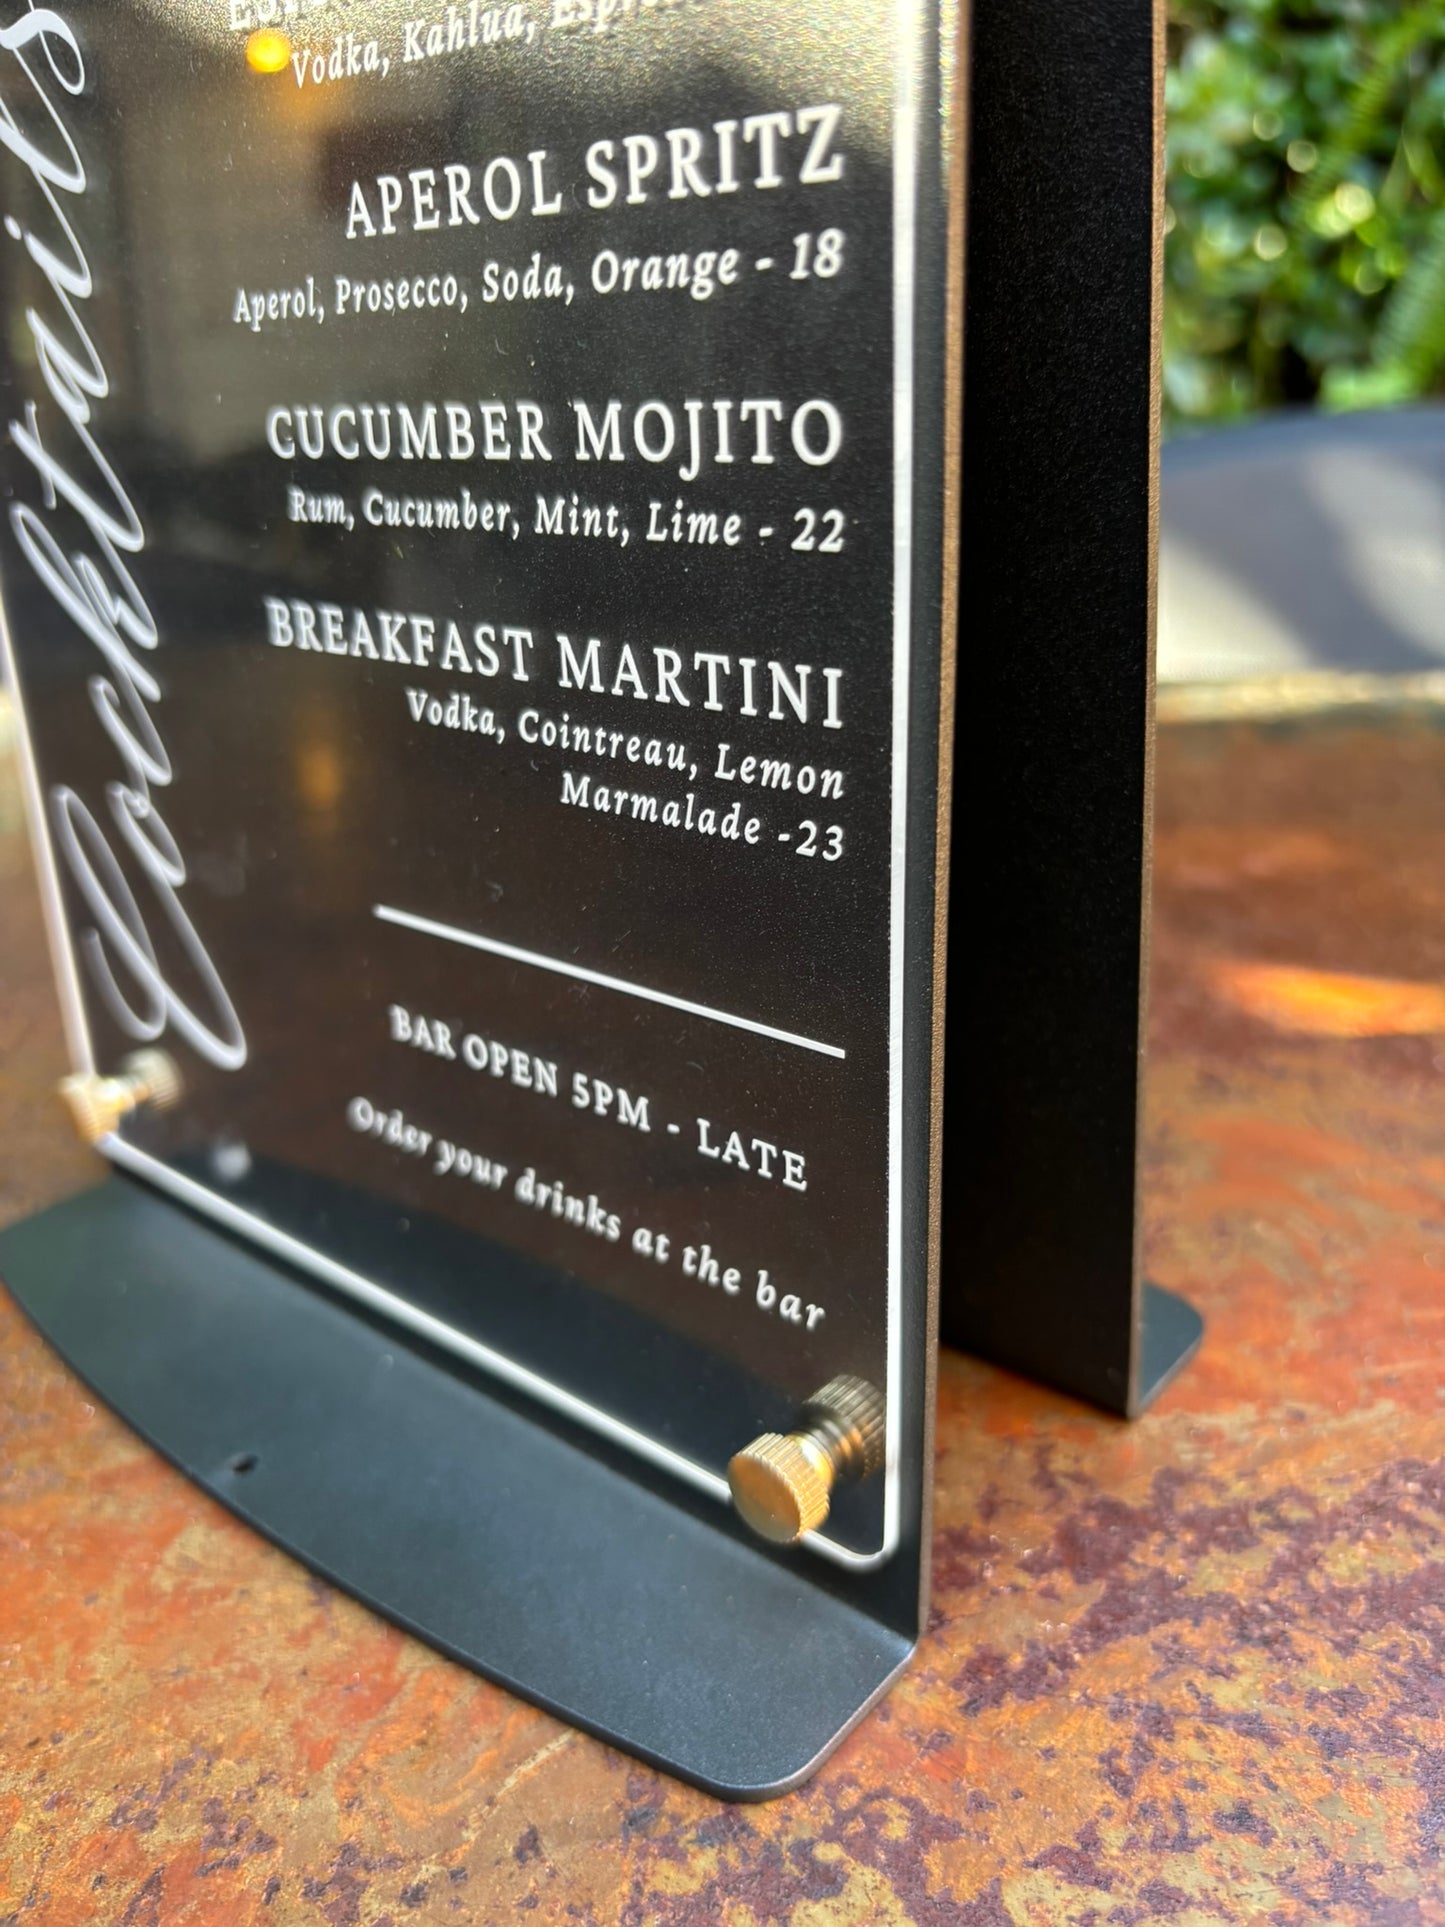 Cocktails
Vodka, Kahlua,
APEROL SPRITZ
Aperol, Prosecco, Soda, Orange - 18
CUCUMBER MOJITO
Rum, Cucumber, Mint, Lime - 22
BREAKFAST MARTINI
Vodka, Cointreau, Lemon
Marmalade -23
BAR OPEN 5PM - LATE
Order your drinks at the bar